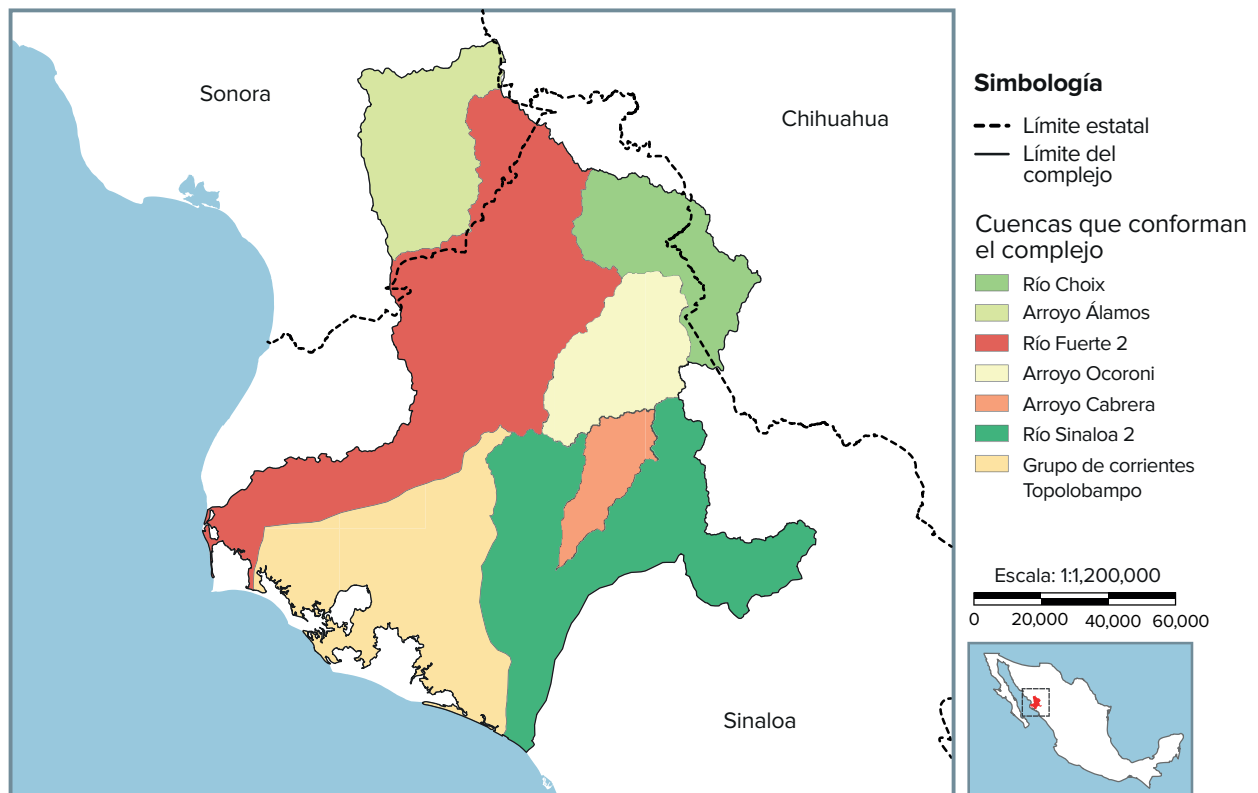 Sonora
Chihuahua
Sinaloa
Simbología
Límite estatal
Límite del
complejo
Cuencas que conforman
el complejo
Río Choix
Arroyo Álamos
Río Fuerte 2
Arroyo Ocoroni
Arroyo Cabrera
Río Sinaloa 2
Grupo de corrientes
Topolobampo
Escala: 1:1,200,000
0 20,000 40,000 60,000